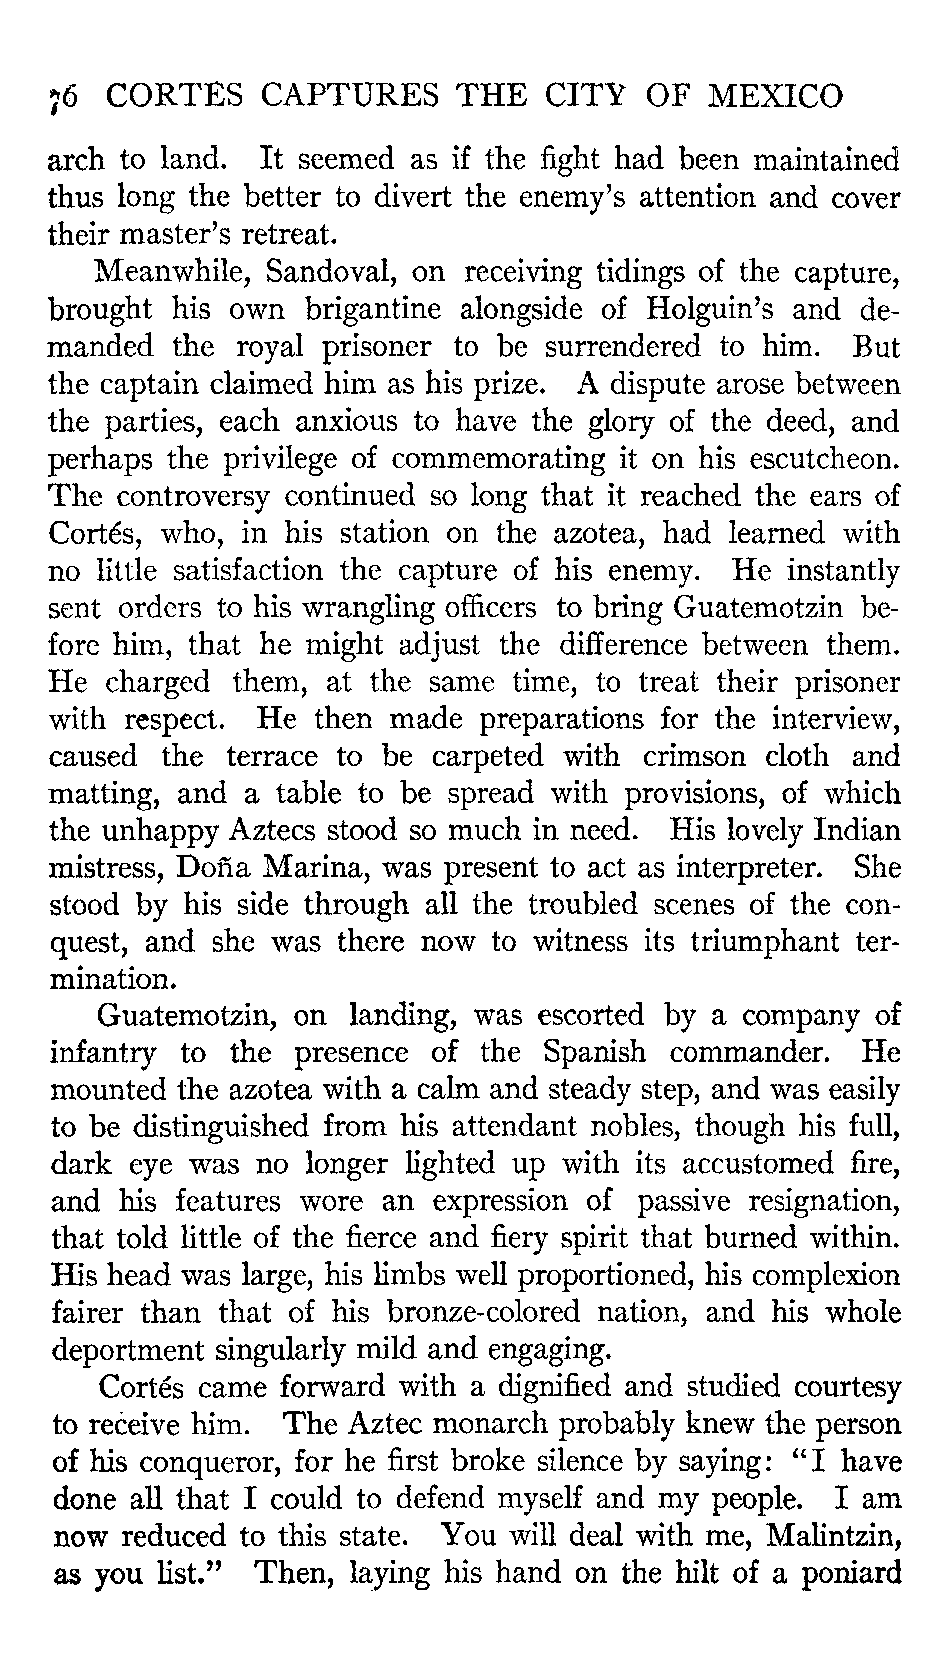 76 CORTÉS CAPTURES THE CITY OF MEXICO
arch to land. It seemed as if the fight had been maintained
thus long the better to divert the enemy's attention and cover
their master's retreat.
Meanwhile, Sandoval, on receiving tidings of the capture,
brought his own brigantine alongside of Holguin's and de-
manded the royal prisoner to be surrendered to him. But
the captain claimed him as his prize. A dispute arose between
the parties, each anxious to have the glory of the deed, and
perhaps the privilege of commemorating it on his escutcheon.
The controversy continued so long that it reached the ears of
Cortés, who, in his station on the azotea, had learned with
no little satisfaction the capture of his enemy. He instantly
sent orders to his wrangling officers to bring Guatemotzin be-
fore him, that he might adjust the difference between them.
He charged them, at the same time, to treat their prisoner
with respect. He then made preparations for the interview,
caused the terrace to be carpeted with crimson cloth and
matting, and a table to be spread with provisions, of which
the unhappy Aztecs stood so much in need. His lovely Indian
mistress, Doña Marina, was present to act as interpreter. She
stood by his side through all the troubled scenes of the con-
quest, and she was there now to witness its triumphant ter-
mination.
Guatemotzin, on landing, was escorted by a company of
infantry to the presence of the Spanish commander. He
mounted the azotea with a calm and steady step, and was easily
to be distinguished from his attendant nobles, though his full,
dark eye was no longer lighted up with its accustomed fire,
and his features wore an expression of passive resignation,
that told little of the fierce and fiery spirit that burned within.
His head was large, his limbs well proportioned, his complexion
fairer than that of his bronze-colored nation, and his whole
deportment singularly mild and engaging.
Cortés came forward with a dignified and studied courtesy
to receive him. The Aztec monarch probably knew the person
of his conqueror, for he first broke silence by saying: "I have
done all that I could to defend myself and my people. I am
now reduced to this state. You will deal with me, Malintzin,
as you list." Then, laying his hand on the hilt of a poniard